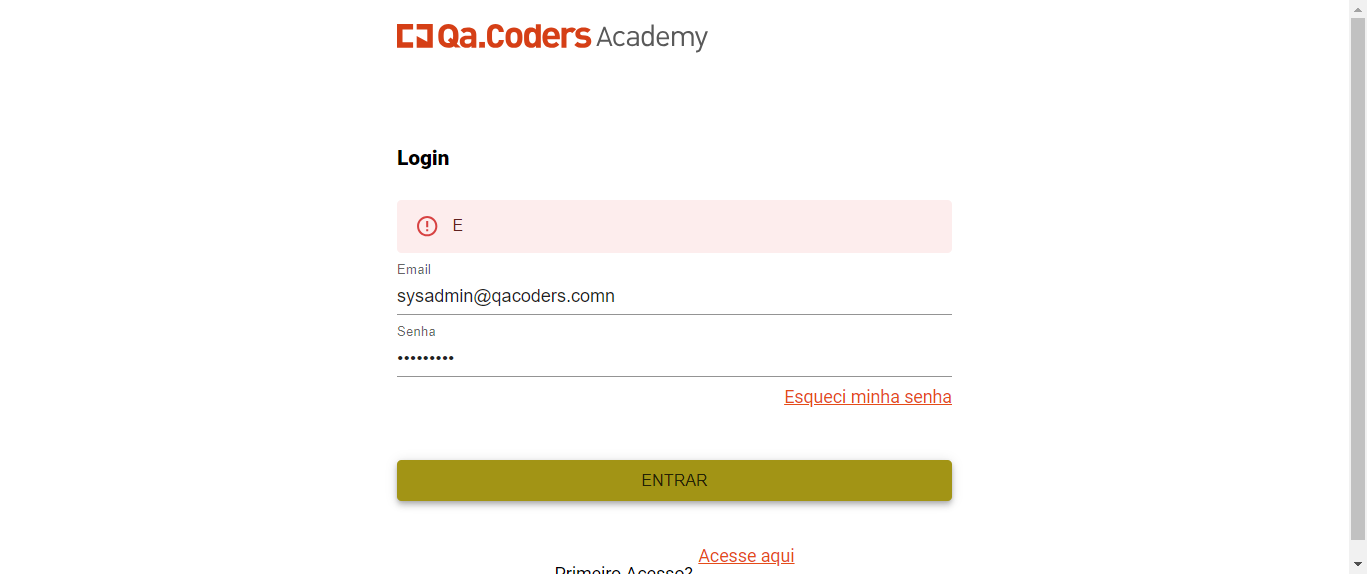 Qa.Coders Academy
Login
E
Email
sysadmin@qacoders.comn
Senha
•••••••••
Esqueci minha senha
ENTRAR
Primeiro Acesso? Acesse aqui